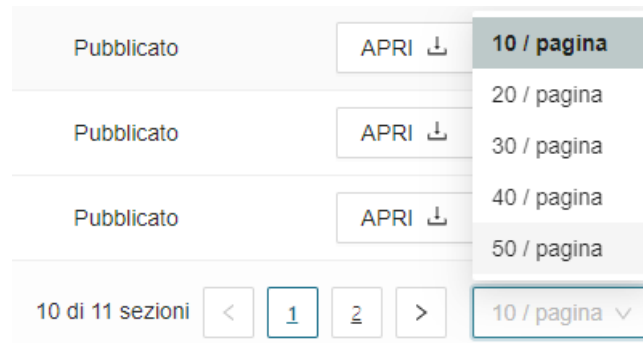 Pubblicato APRI 10 / pagina
20 / pagina
Pubblicato APRI 30 / pagina
40 / pagina
Pubblicato APRI
50 / pagina
10 di 11 sezioni < 1 2 > 10 / pagina